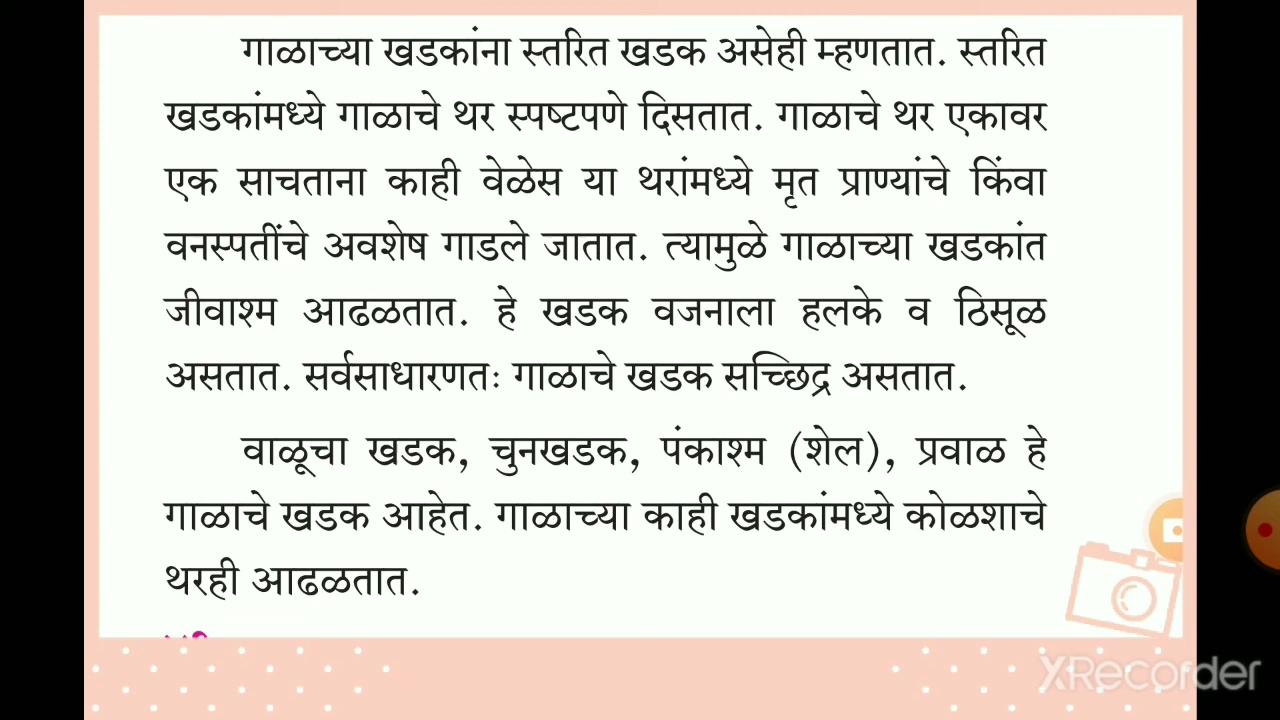 गाळाच्या खडकांना स्तरित खडक असेही म्हणतात. स्तरित
खडकांमध्ये गाळाचे थर स्पष्टपणे दिसतात. गाळाचे थर एकावर
एक साचताना काही वेळेस या थरांमध्ये मृत प्राण्यांचे किंवा
वनस्पतींचे अवशेष गाडले जातात. त्यामुळे गाळाच्या खडकांत
जीवाश्म आढळतात. हे खडक वजनाला हलके व ठिसूळ
असतात. सर्वसाधारणतः गाळाचे खडक सच्छिद्र असतात.
वाळूचा खडक, चुनखडक, पंकाश्म (शेल), प्रवाळ हे
गाळाचे खडक आहेत. गाळाच्या काही खडकांमध्ये कोळशाचे
थरही आढळतात.
XRecorder